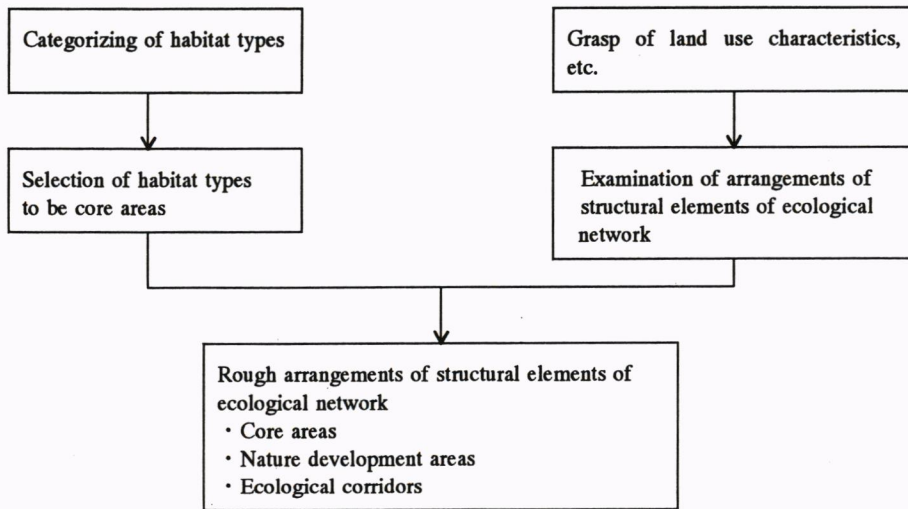 Categorizing of habitat types
Grasp of land use characteristics,
etc.
Selection of habitat types
to be core areas
Examination of arrangements of
structural elements of ecological
network
Rough arrangements of structural elements of
ecological network
・Core areas
・Nature development areas
・Ecological corridors